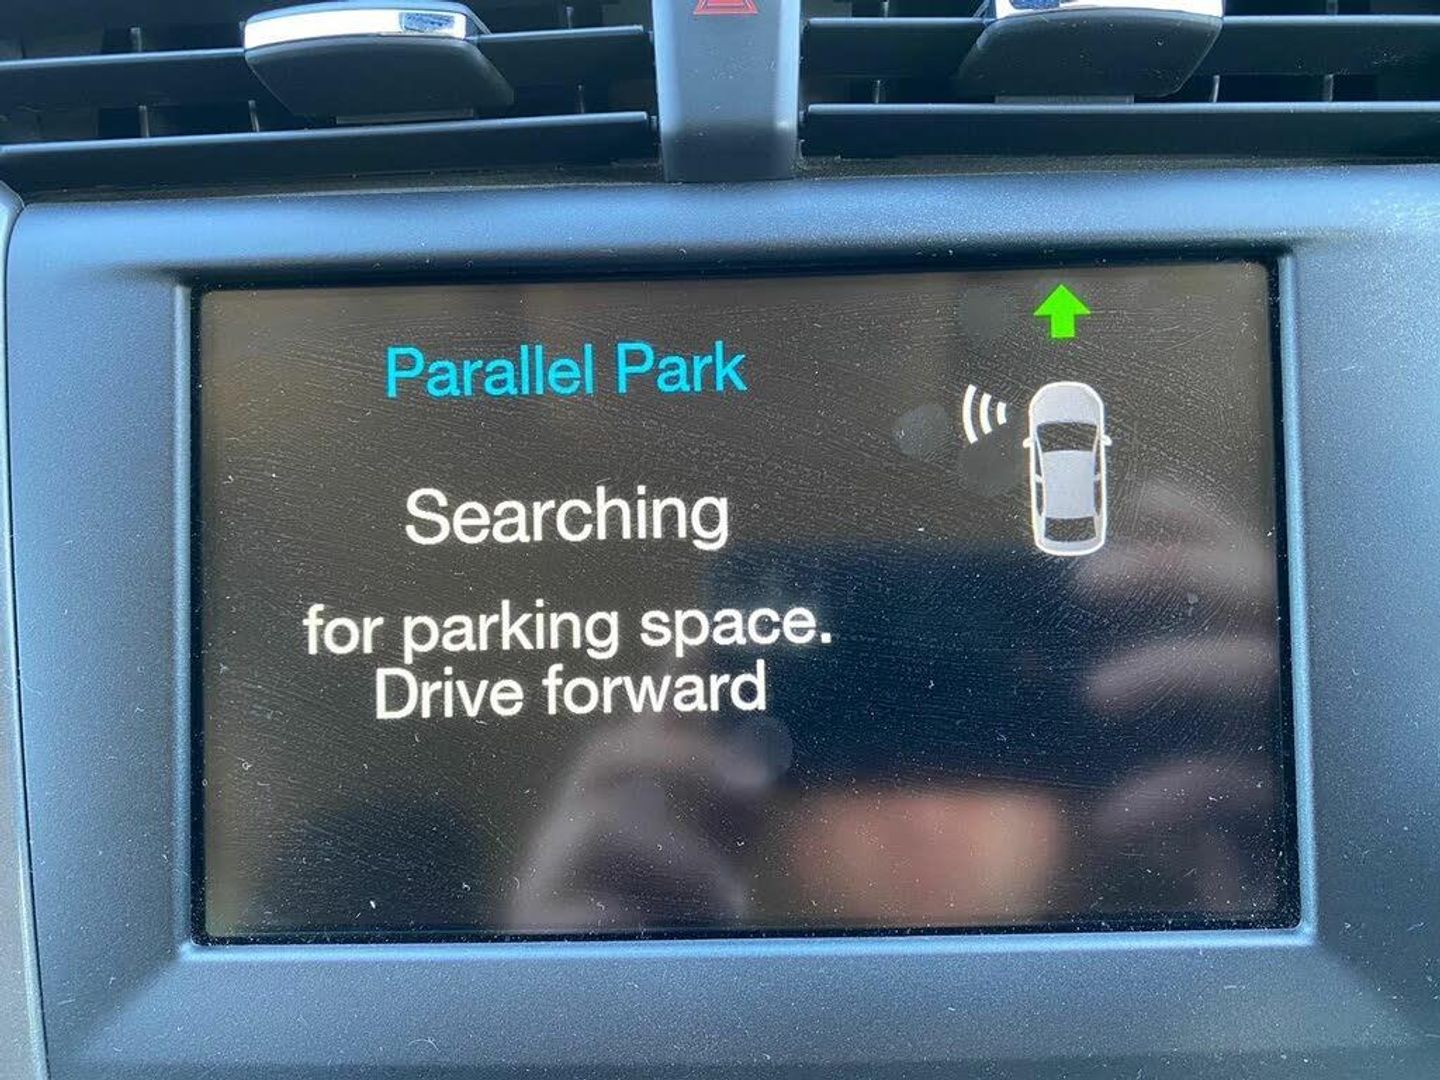 Parallel Park
Searching
for parking space.
Drive forward